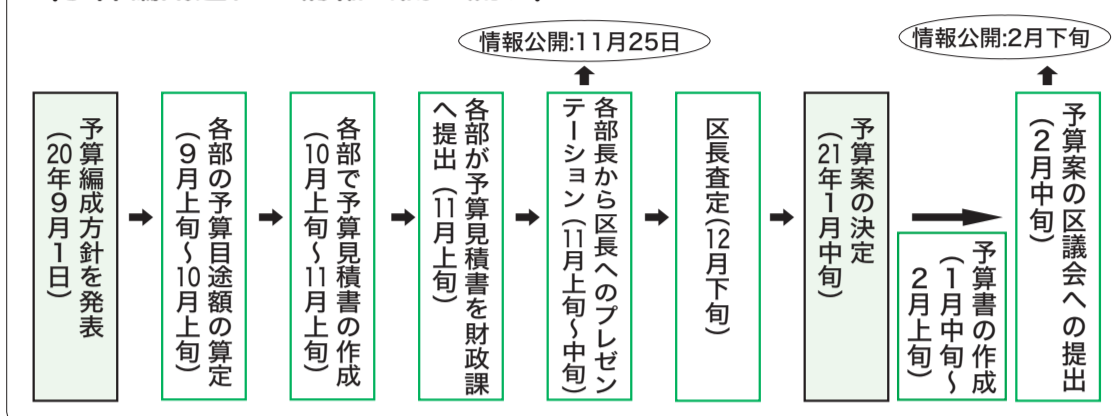 情報公開:11月25日
情報公開:2月下旬
予算編成方針を発表
(20年9月1日)
各部の予算目途額の算定
(9月上旬〜10月上旬)
各部で予算見積書の作成
(10月上旬〜11月上旬)
各部が予算見積書を財政課
へ提出(11月上旬)
各部長から区長へのプレゼン
テーション(11月上旬〜中旬)
区長査定(12月下旬)
予算案の決定
(21年1月中旬)
予算書の作成
(1月中旬〜
2月上旬)
予算案の区議会への提出
(2月中旬)